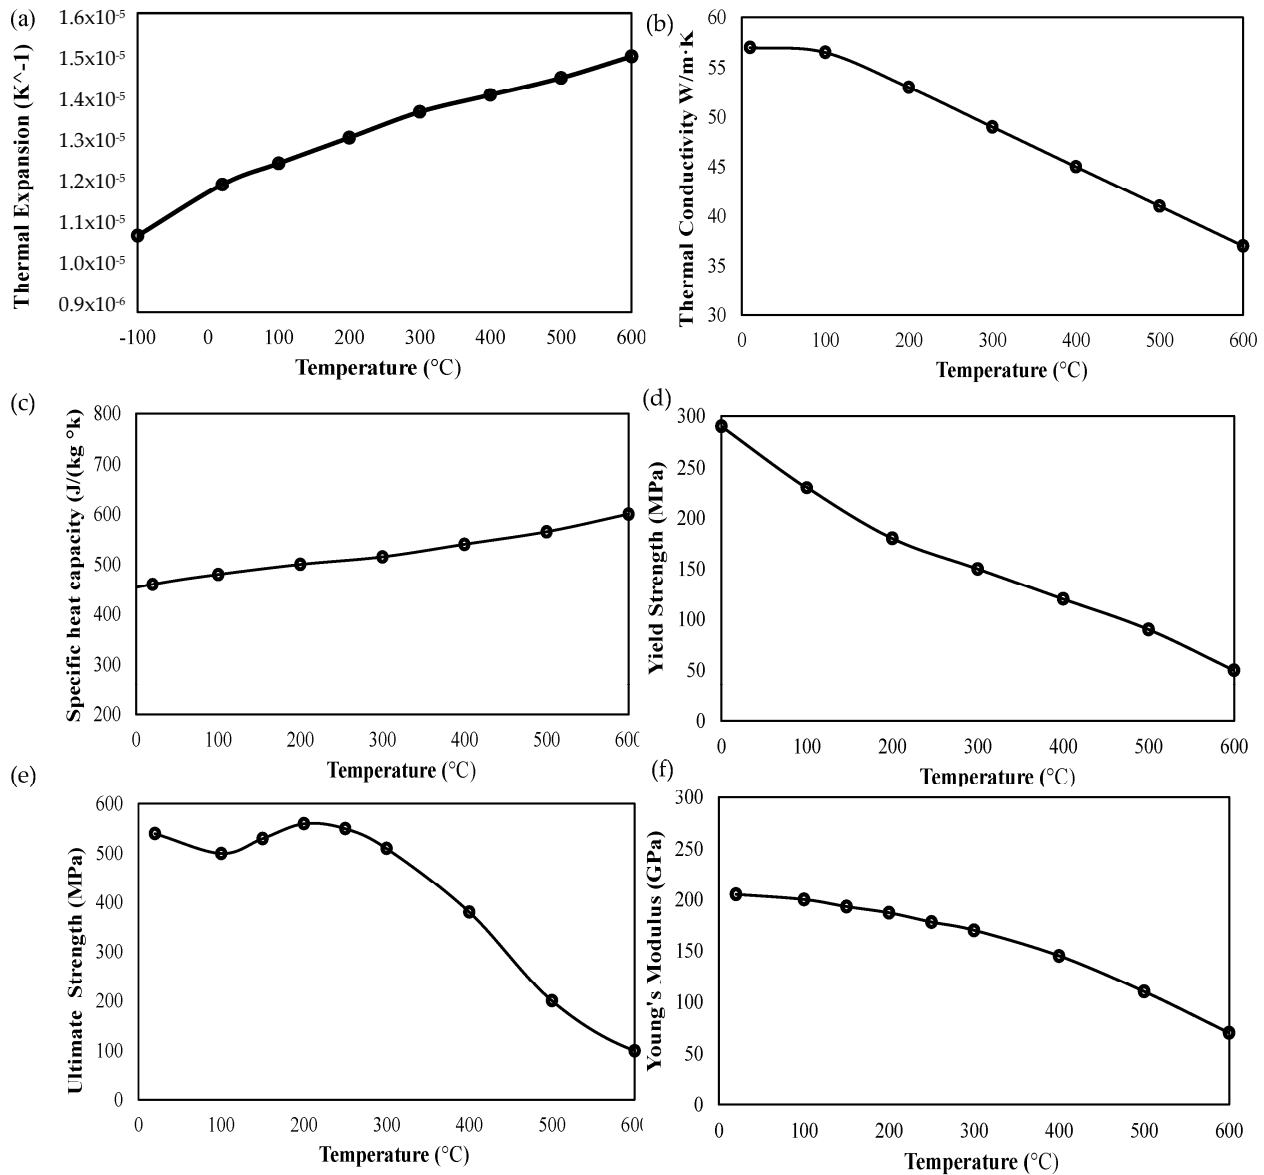 (a)
Thermal Expansion (K^-1)
1.6x10-5
1.5x10-5
1.4x10-5
1.3x10-5
1.2x10-5
1.1x10-5
1.0x10-5
0.9x10-6
-100 0 100 200 300 400 500 600
Temperature (°C)
(b)
Thermal Conductivity W/m·K
60
55
50
45
40
35
30
0 100 200 300 400 500 600
Temperature (°C)
(c)
Specific heat capacity (J/(kg °k)
800
700
600
500
400
300
200
0 100 200 300 400 500 600
Temperature (°C)
(d)
Yield Strength (MPa)
300
250
200
150
100
50
0
0 100 200 300 400 500 600
Temperature (°C)
(e)
Ultimate Strength (MPa)
600
500
400
300
200
100
0
0 100 200 300 400 500 600
Temperature (°C)
(f)
Young's Modulus (GPa)
300
250
200
150
100
50
0
0 100 200 300 400 500 600
Temperature (°C)